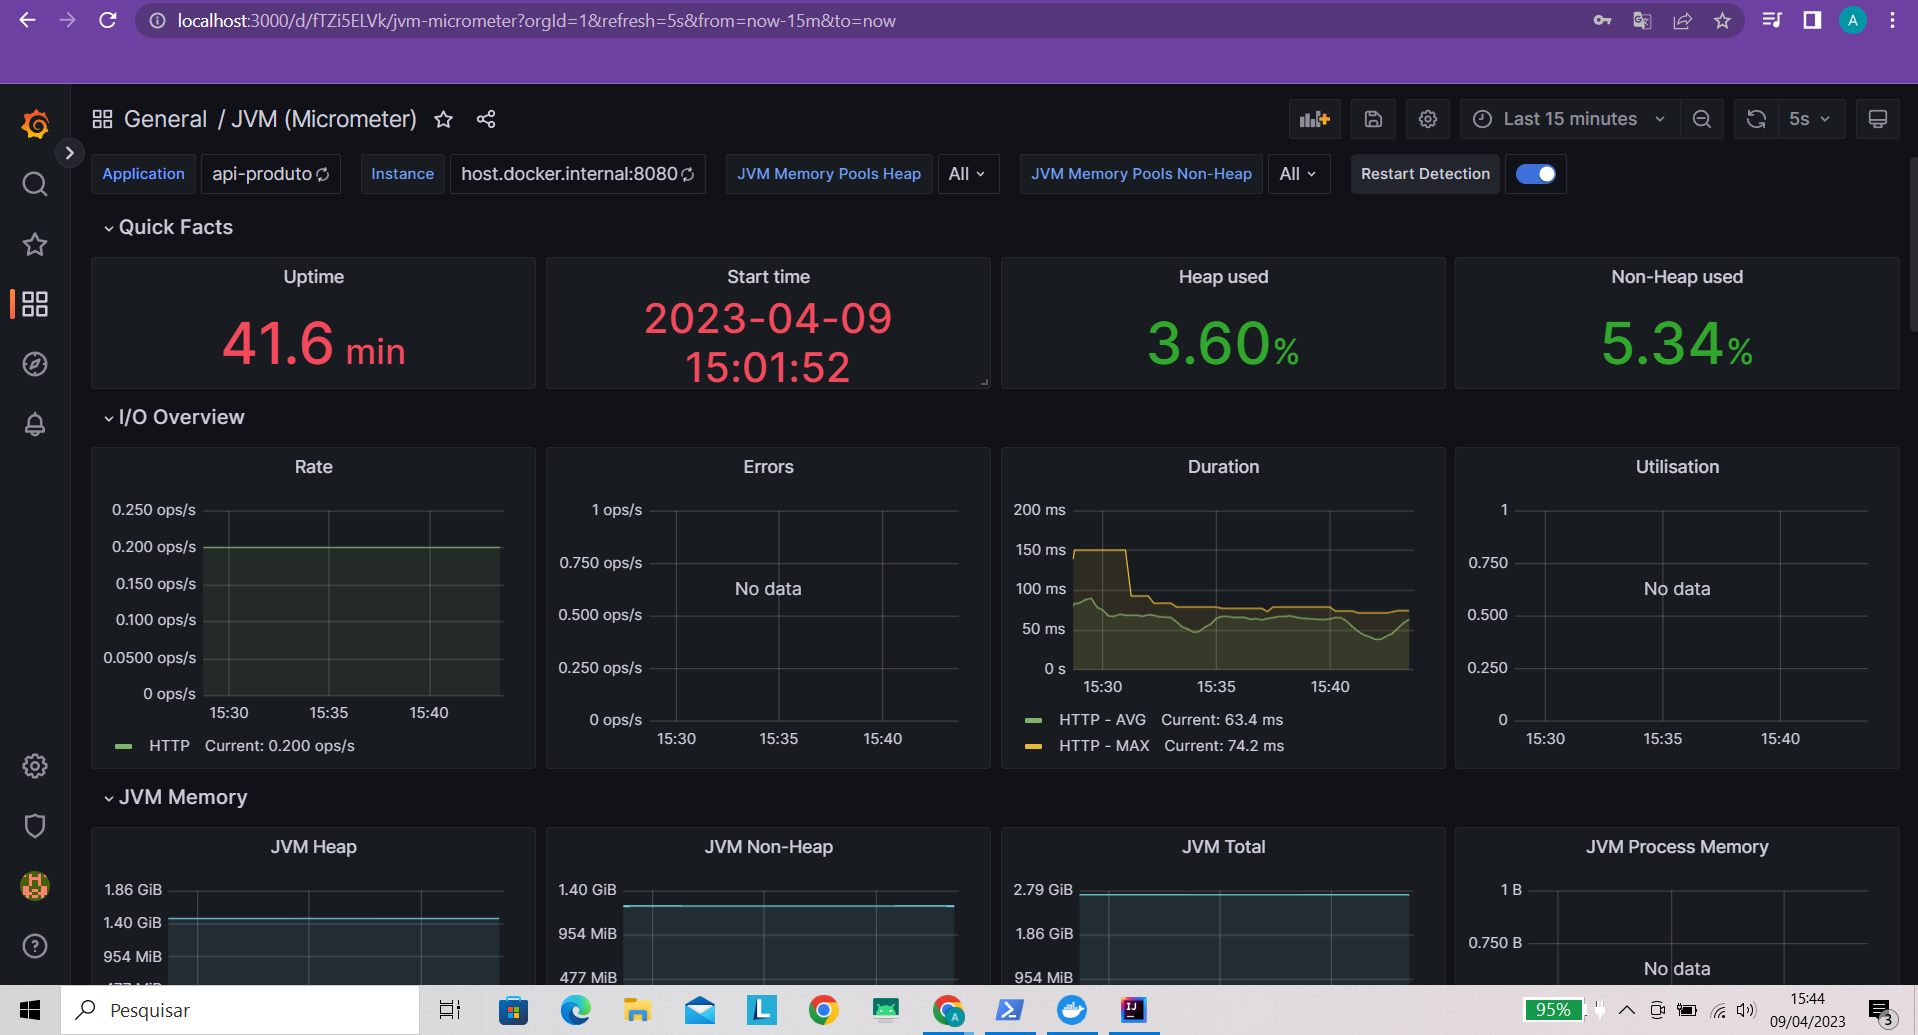 localhost:3000/d/fTZi5ELVk/jvm-micrometer?orgId=1&refresh=5s&from=now-15m&to=now
A
General / JVM (Micrometer)
Last 15 minutes
5s
Application api-produto Instance host.docker.internal:8080 JVM Memory Pools Heap All JVM Memory Pools Non-Heap All Restart Detection
Quick Facts
Uptime
41.6 min
Start time
2023-04-09
15:01:52
Heap used
3.60%
Non-Heap used
5.34%
I/O Overview
Rate
0.250 ops/s
0.200 ops/s
0.150 ops/s
0.100 ops/s
0.0500 ops/s
0 ops/s
15:30 15:35 15:40
HTTP Current: 0.200 ops/s
Errors
1 ops/s
0.750 ops/s
No data
0.500 ops/s
0.250 ops/s
0 ops/s
15:30 15:35 15:40
Duration
200 ms
150 ms
100 ms
50 ms
0 s
15:30 15:35 15:40
HTTP - AVG Current: 63.4 ms
HTTP - MAX Current: 74.2 ms
Utilisation
1
0.750
No data
0.500
0.250
0
15:30 15:35 15:40
JVM Memory
JVM Heap
1.86 GiB
1.40 GiB
954 MiB
JVM Non-Heap
1.40 GiB
954 MiB
477 MiB
JVM Total
2.79 GiB
1.86 GiB
954 MiB
JVM Process Memory
1 B
0.750 B
No data
Pesquisar
L
A
IJ
95%
15:44
09/04/2023
3